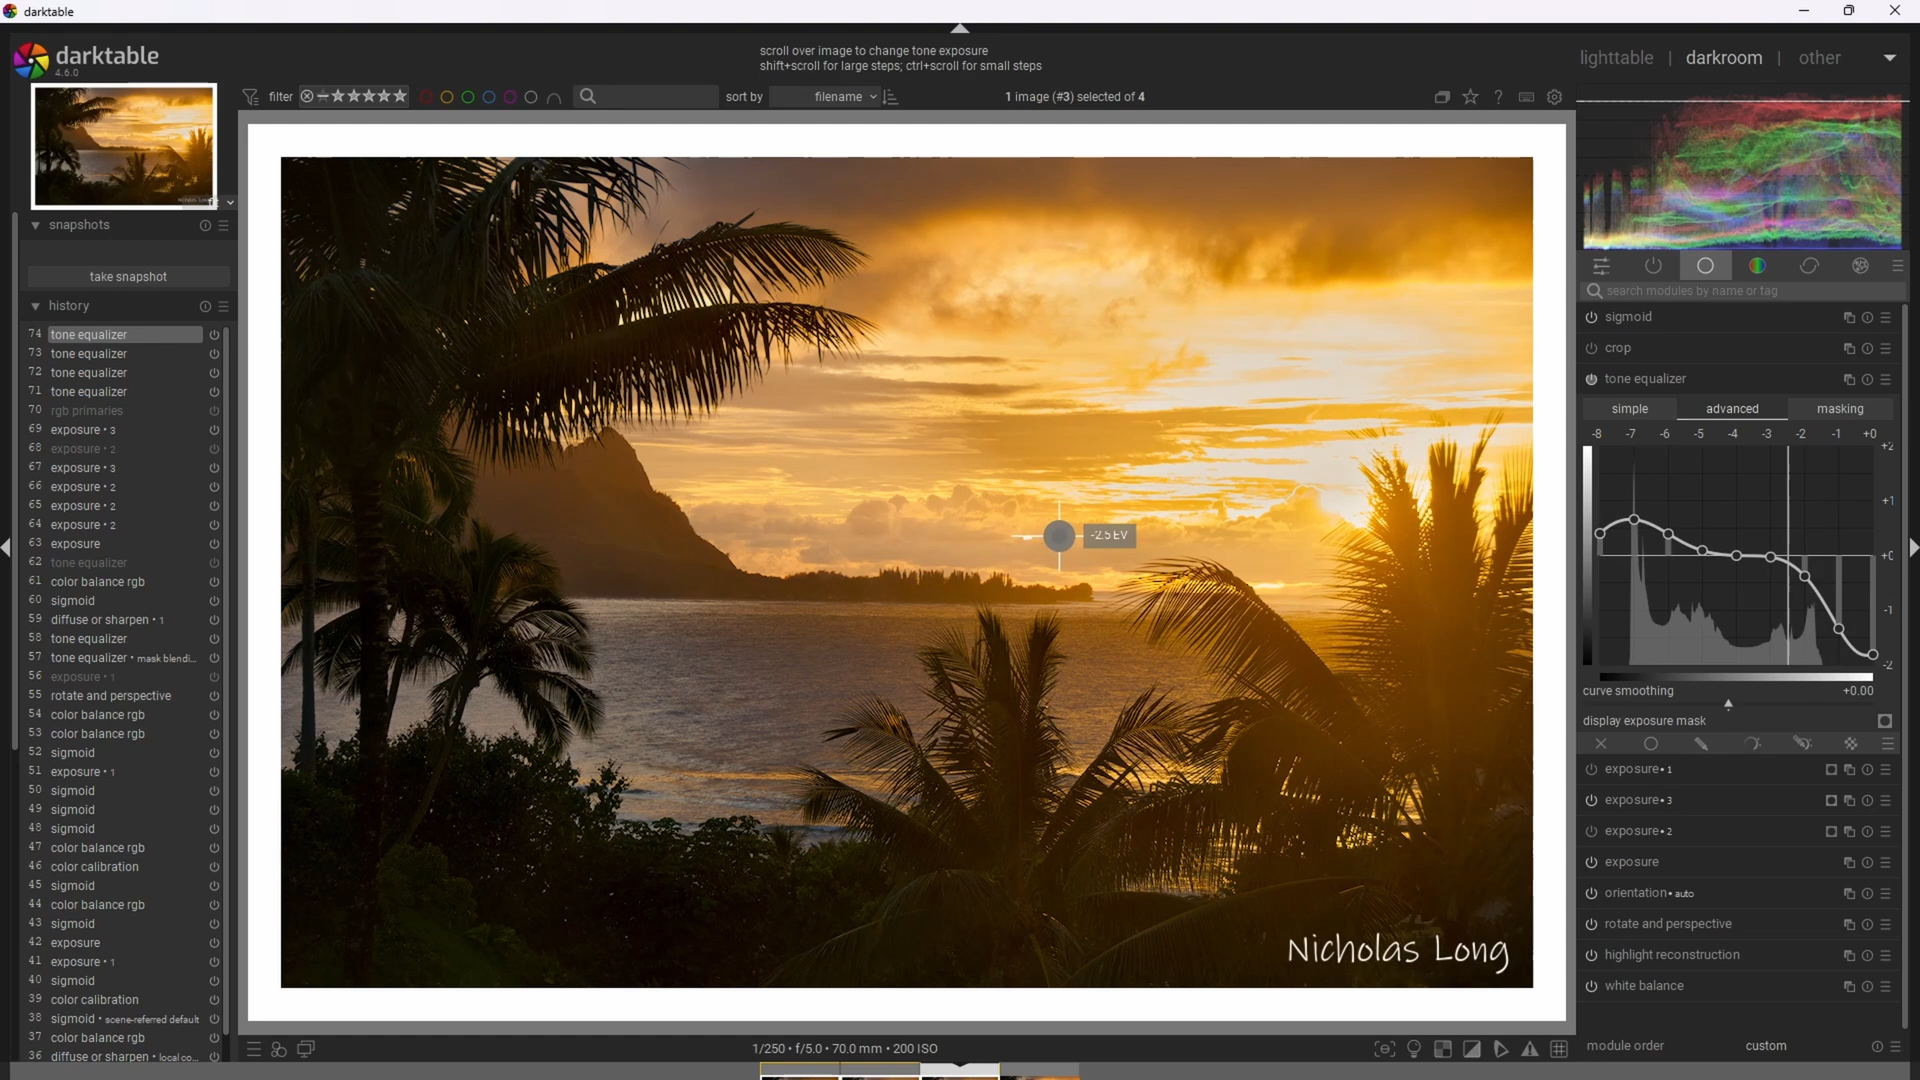 darktable
darktable
4.6.0
scroll over image to change tone exposure
shift+scroll for large steps; ctrl+scroll for small steps
lighttable | darkroom | other
filter
sort by filename
1 image (#3) selected of 4
snapshots
take snapshot
history
74 tone equalizer
73 tone equalizer
72 tone equalizer
71 tone equalizer
70 rgb primaries
69 exposure • 3
68 exposure • 2
67 exposure • 3
66 exposure • 2
65 exposure • 2
64 exposure • 2
63 exposure
62 tone equalizer
61 color balance rgb
60 sigmoid
59 diffuse or sharpen • 1
58 tone equalizer
57 tone equalizer • mask blendi...
56 exposure • 1
55 rotate and perspective
54 color balance rgb
53 color balance rgb
52 sigmoid
51 exposure • 1
50 sigmoid
49 sigmoid
48 sigmoid
47 color balance rgb
46 color calibration
45 sigmoid
44 color balance rgb
43 sigmoid
42 exposure
41 exposure • 1
40 sigmoid
39 color calibration
38 sigmoid • scene-referred default
37 color balance rgb
36 diffuse or sharpen • local co...
-2.5 EV
Nicholas Long
1/250 • f/5.0 • 70.0 mm • 200 ISO
search modules by name or tag
sigmoid
crop
tone equalizer
simple advanced masking
-8 -7 -6 -5 -4 -3 -2 -1 +0
+2
+1
+0
-1
-2
curve smoothing +0.00
display exposure mask
exposure • 1
exposure • 3
exposure • 2
exposure
orientation • auto
rotate and perspective
highlight reconstruction
white balance
module order custom